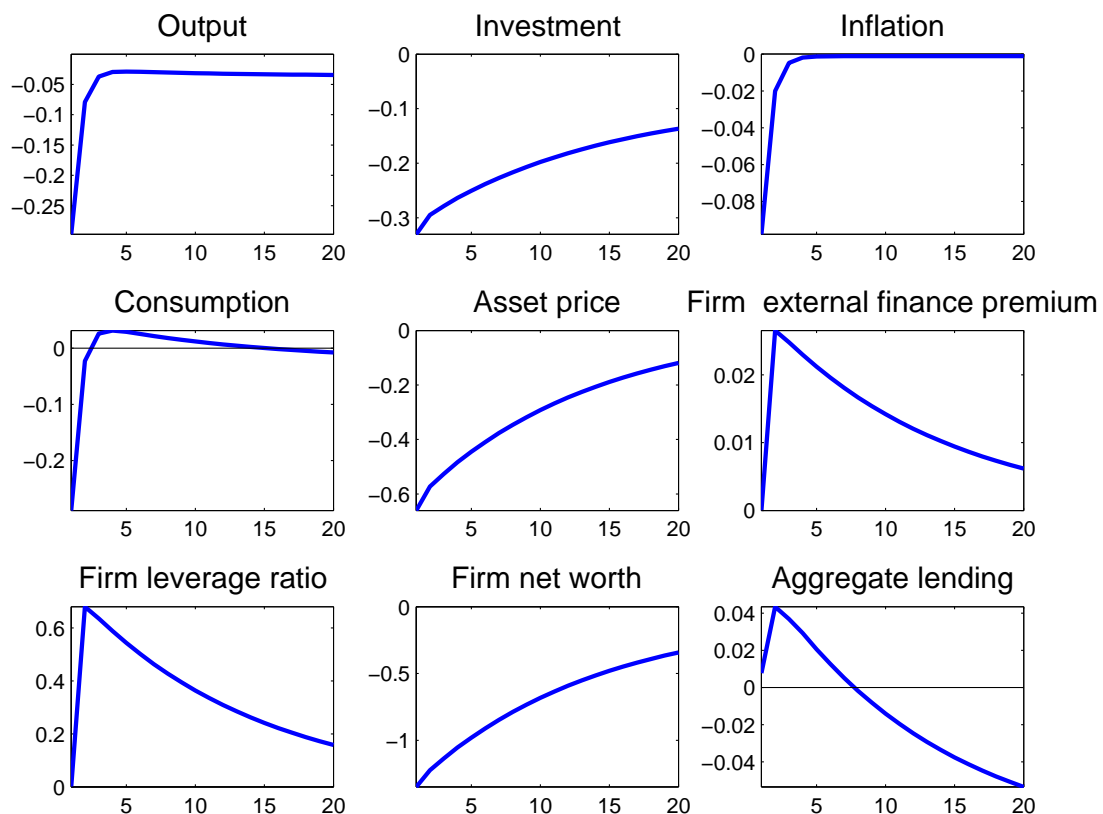 Output
Investment
Inflation
−0.05
−0.1
−0.15
−0.2
−0.25
5 10 15 20
0
−0.1
−0.2
−0.3
5 10 15 20
0
−0.02
−0.04
−0.06
−0.08
5 10 15 20
Consumption
Asset price
Firm external finance premium
0
−0.1
−0.2
5 10 15 20
0
−0.2
−0.4
−0.6
5 10 15 20
0.02
0.01
0
5 10 15 20
Firm leverage ratio
Firm net worth
Aggregate lending
0.6
0.4
0.2
0
5 10 15 20
0
−0.5
−1
5 10 15 20
0.04
0.02
0
−0.02
−0.04
5 10 15 20